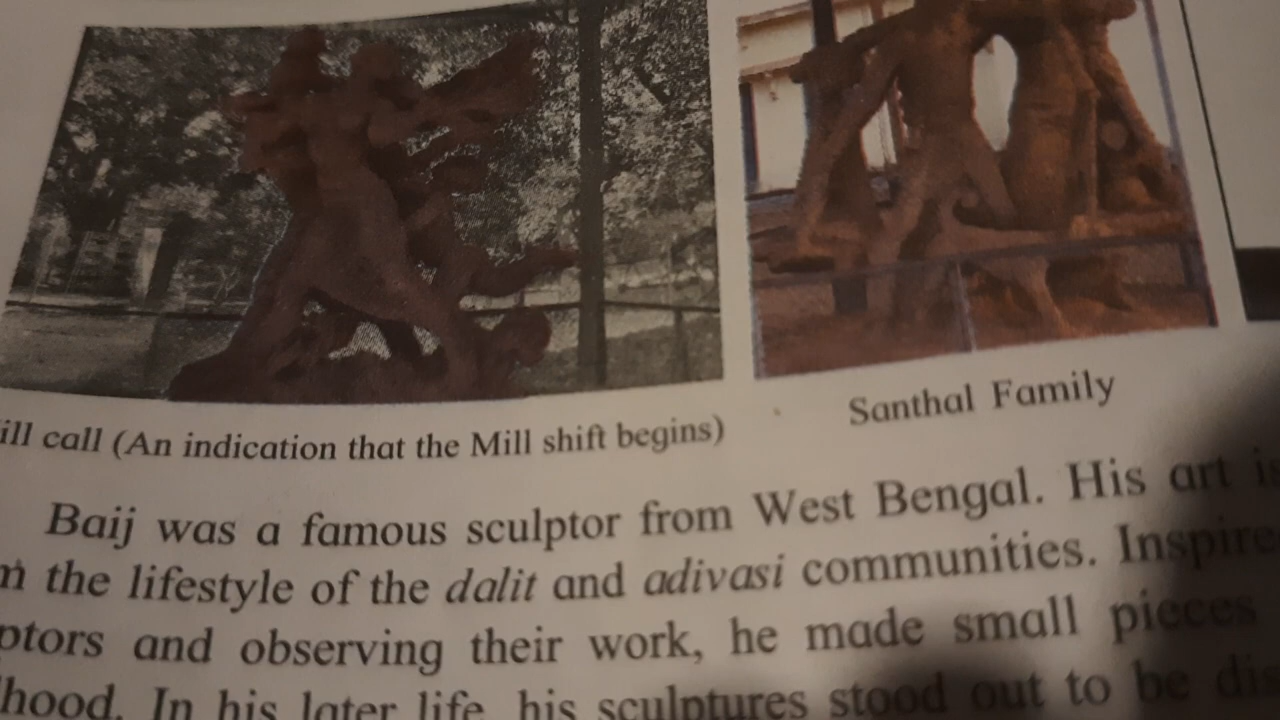 ill call (An indication that the Mill shift begins)
Santhal Family
Baij was a famous sculptor from West Bengal. His art
the lifestyle of the dalit and adivasi communities. Inspire
ptors and observing their work, he made small pieces
hood. In his later life, his sculptures stood out to be dis